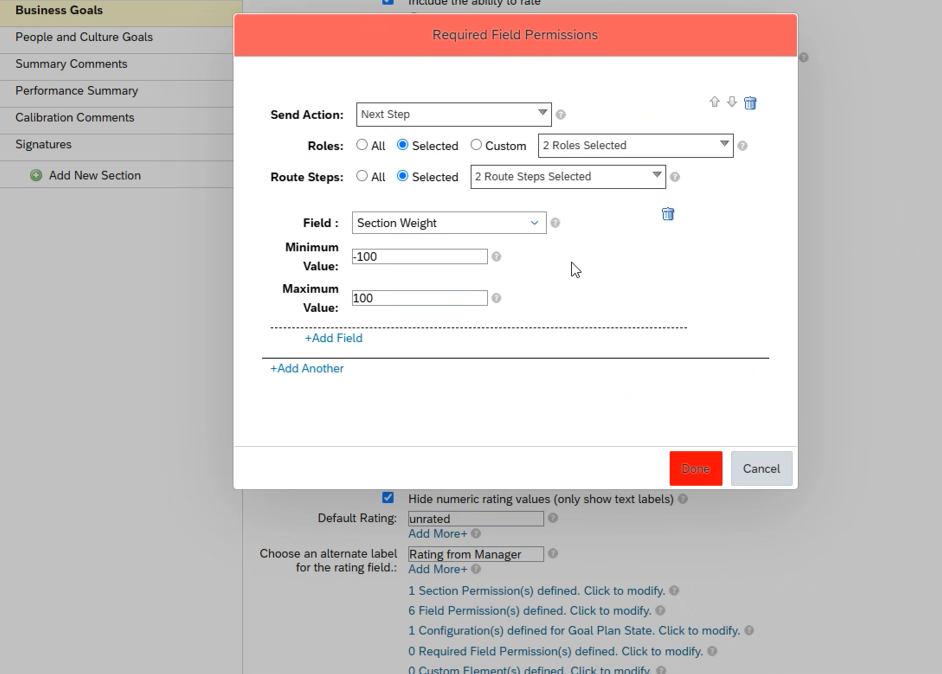 Business Goals
Include the ability to rate
People and Culture Goals
Required Field Permissions
Summary Comments
Performance Summary
Calibration Comments
Signatures
Add New Section
Send Action: Next Step
Roles: All Selected Custom 2 Roles Selected
Route Steps: All Selected 2 Route Steps Selected
Field : Section Weight
Minimum
Value: -100
Maximum
Value: 100
+Add Field
+Add Another
Done Cancel
Hide numeric rating values (only show text labels)
Default Rating: unrated
Add More+
Choose an alternate label Rating from Manager
for the rating field.: Add More+
1 Section Permission(s) defined. Click to modify.
6 Field Permission(s) defined. Click to modify.
1 Configuration(s) defined for Goal Plan State. Click to modify.
0 Required Field Permission(s) defined. Click to modify.
0 Custom Element(s) defined. Click to modify.